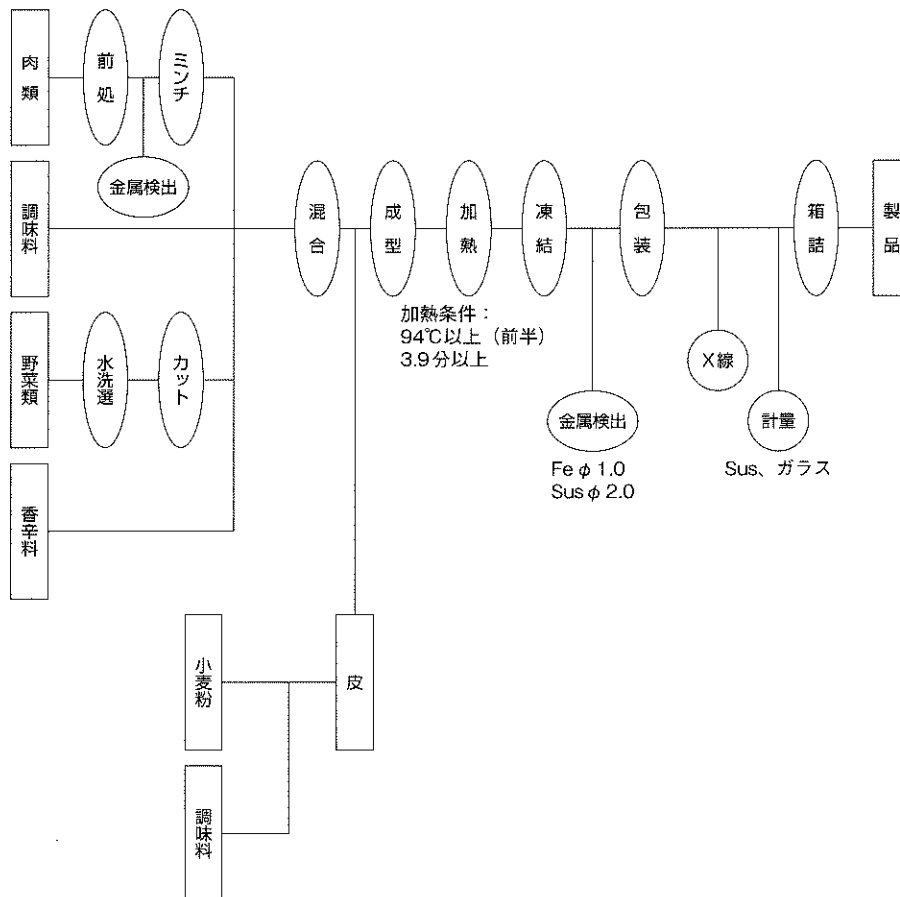 肉類
前処
ミンチ
金属検出
調味料
混合
成型
加熱
凍結
包装
箱詰
製品
加熱条件：
94℃以上（前半）
3.9分以上
野菜類
水洗選
カット
X線
金属検出
計量
Fe φ 1.0
Sus φ 2.0
Sus、ガラス
香辛料
小麦粉
皮
調味料